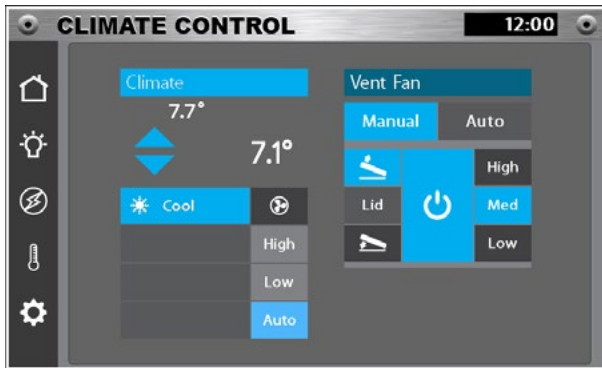 CLIMATE CONTROL 12:00
Climate
7.7°
7.1°
Cool
High
Low
Auto
Vent Fan
Manual Auto
High
Lid Med
Low